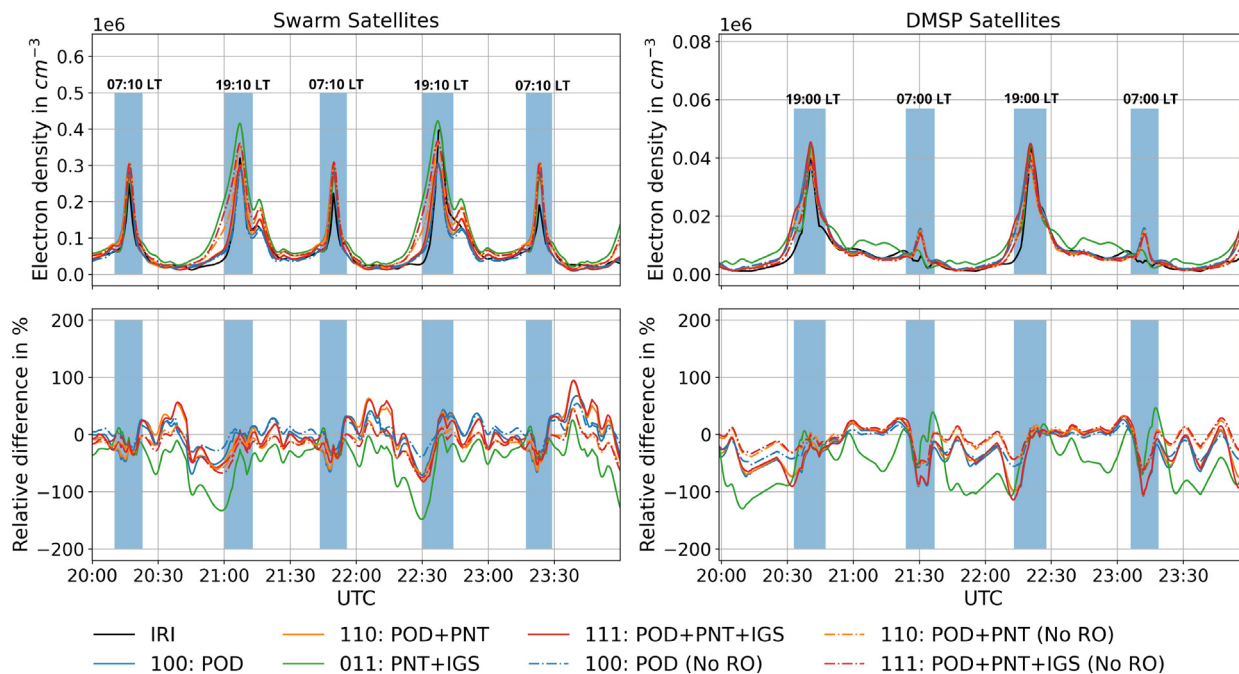 Swarm Satellites
1e6
Electron density in cm⁻³
0.6
0.5
0.4
0.3
0.2
0.1
0.0
07:10 LT 19:10 LT 07:10 LT 19:10 LT 07:10 LT
DMSP Satellites
1e6
Electron density in cm⁻³
0.08
0.06
0.04
0.02
0.00
19:00 LT 07:00 LT 19:00 LT 07:00 LT
Relative difference in %
200
100
0
−100
−200
20:00 20:30 21:00 21:30 22:00 22:30 23:00 23:30
UTC
Relative difference in %
200
100
0
−100
−200
20:00 20:30 21:00 21:30 22:00 22:30 23:00 23:30
UTC
IRI 110: POD+PNT 111: POD+PNT+IGS 110: POD+PNT (No RO)
100: POD 011: PNT+IGS 100: POD (No RO) 111: POD+PNT+IGS (No RO)